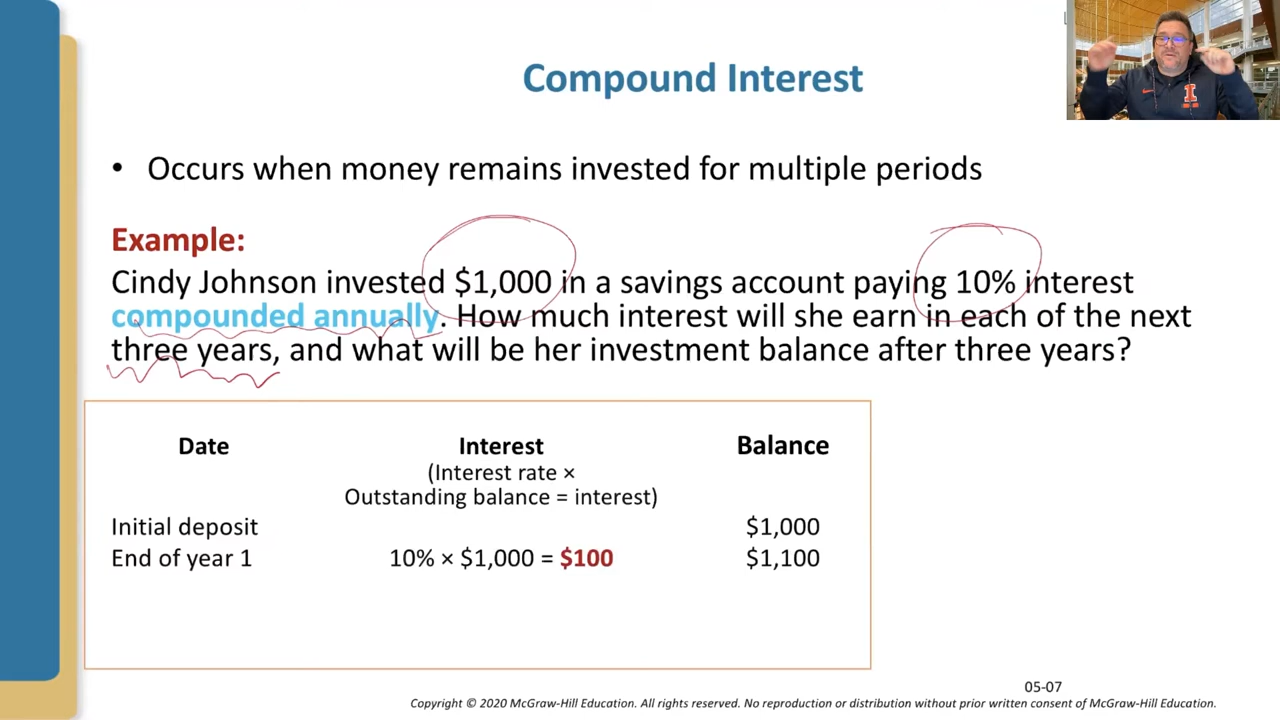 Compound Interest
• Occurs when money remains invested for multiple periods
Example:
Cindy Johnson invested $1,000 in a savings account paying 10% interest
compounded annually. How much interest will she earn in each of the next
three years, and what will be her investment balance after three years?
Date Interest Balance
(Interest rate ×
Outstanding balance = interest)
Initial deposit $1,000
End of year 1 10% × $1,000 = $100 $1,100
05-07
Copyright © 2020 McGraw-Hill Education. All rights reserved. No reproduction or distribution without prior written consent of McGraw-Hill Education.
I